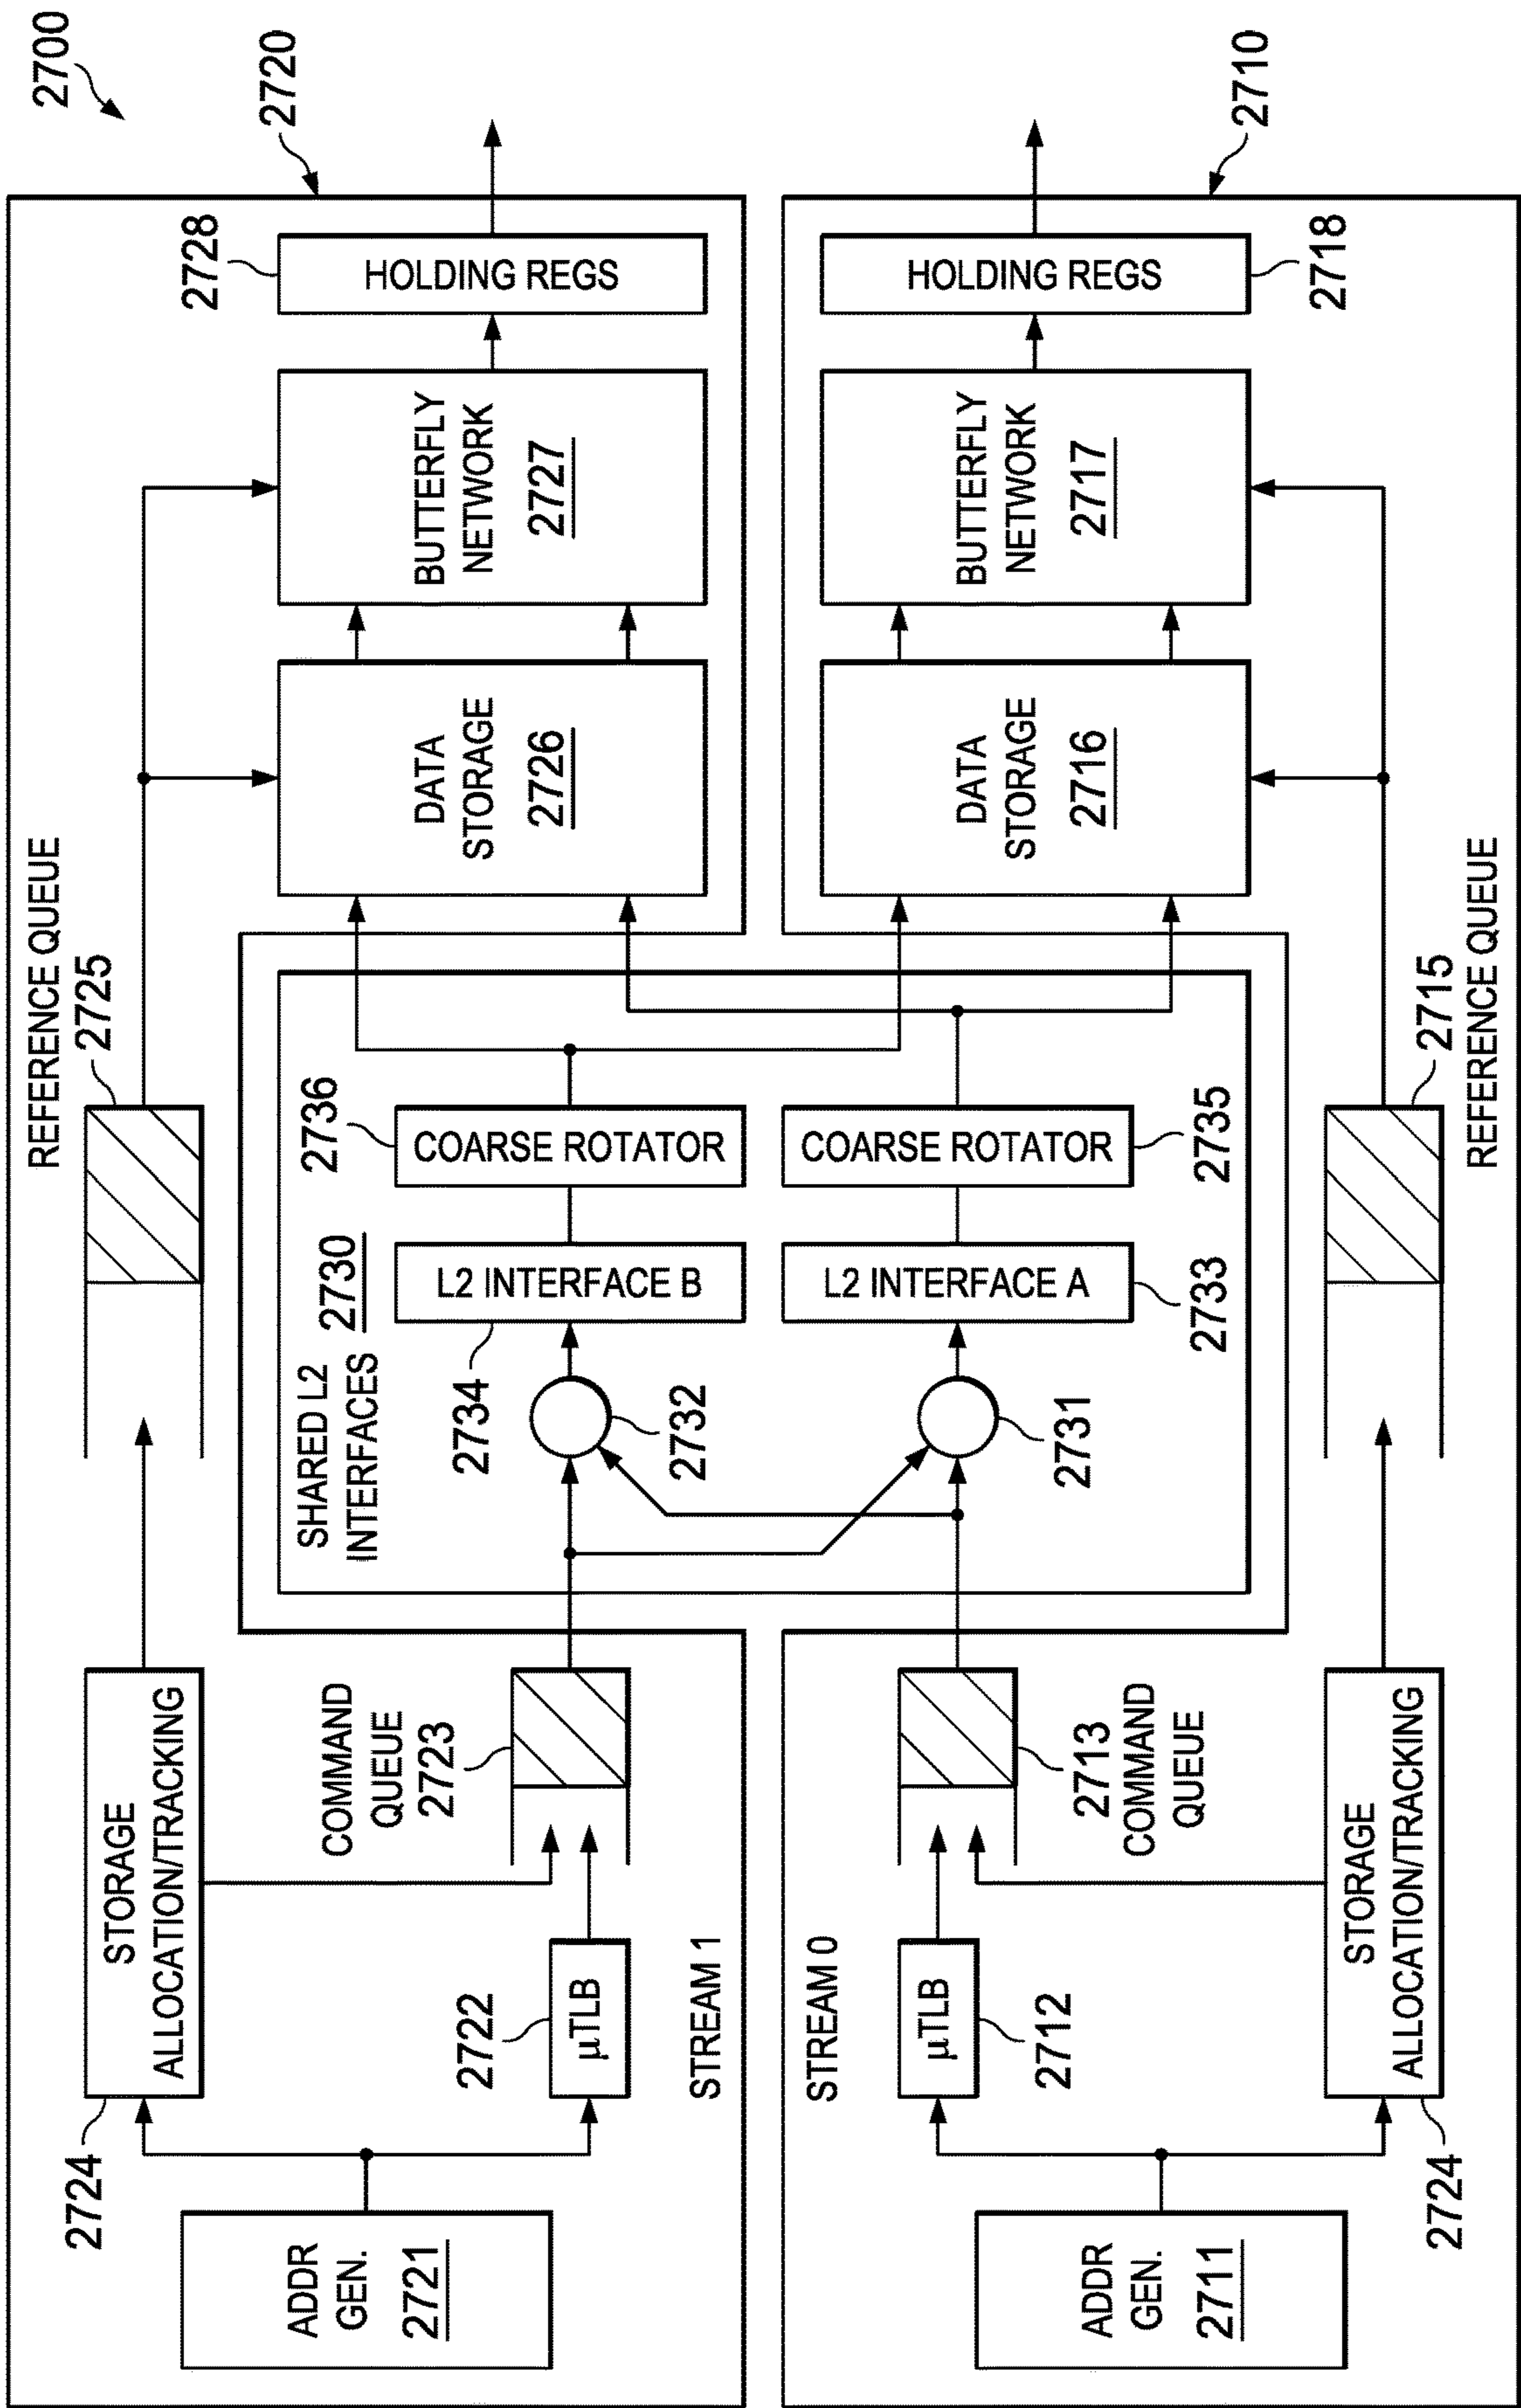 2700
2720
2728
HOLDING REGS
BUTTERFLY
NETWORK
2727
DATA
STORAGE
2726
REFERENCE QUEUE
2725
STORAGE
ALLOCATION/TRACKING
2724
ADDR
GEN.
2721
2722
µTLB
COMMAND
QUEUE
2723
STREAM 1
SHARED L2
INTERFACES
2730
2732
2734
L2 INTERFACE B
2736
COARSE ROTATOR
2731
L2 INTERFACE A
2733
COARSE ROTATOR
2735
STREAM 0
ADDR
GEN.
2711
µTLB
2712
2713
COMMAND
QUEUE
STORAGE
ALLOCATION/TRACKING
2724
2715
REFERENCE QUEUE
DATA
STORAGE
2716
BUTTERFLY
NETWORK
2717
HOLDING REGS
2718
2710